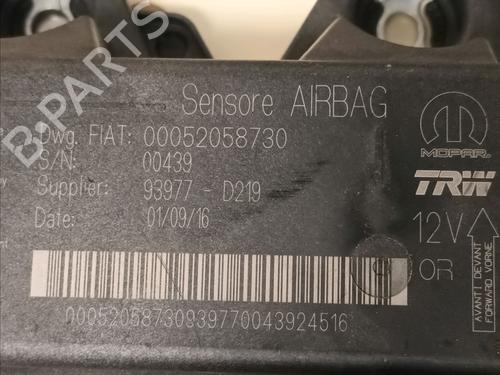 Sensore AIRBAG
Dwg. FIAT: 00052058730
S/N: 00439
Supplier: 93977 - D219
Date: 01/09/16
00052058730939770043924516
MOPAR
TRW
12V
OR
AVANTI DEVANT
FORWARD VORNE
B-PARTS